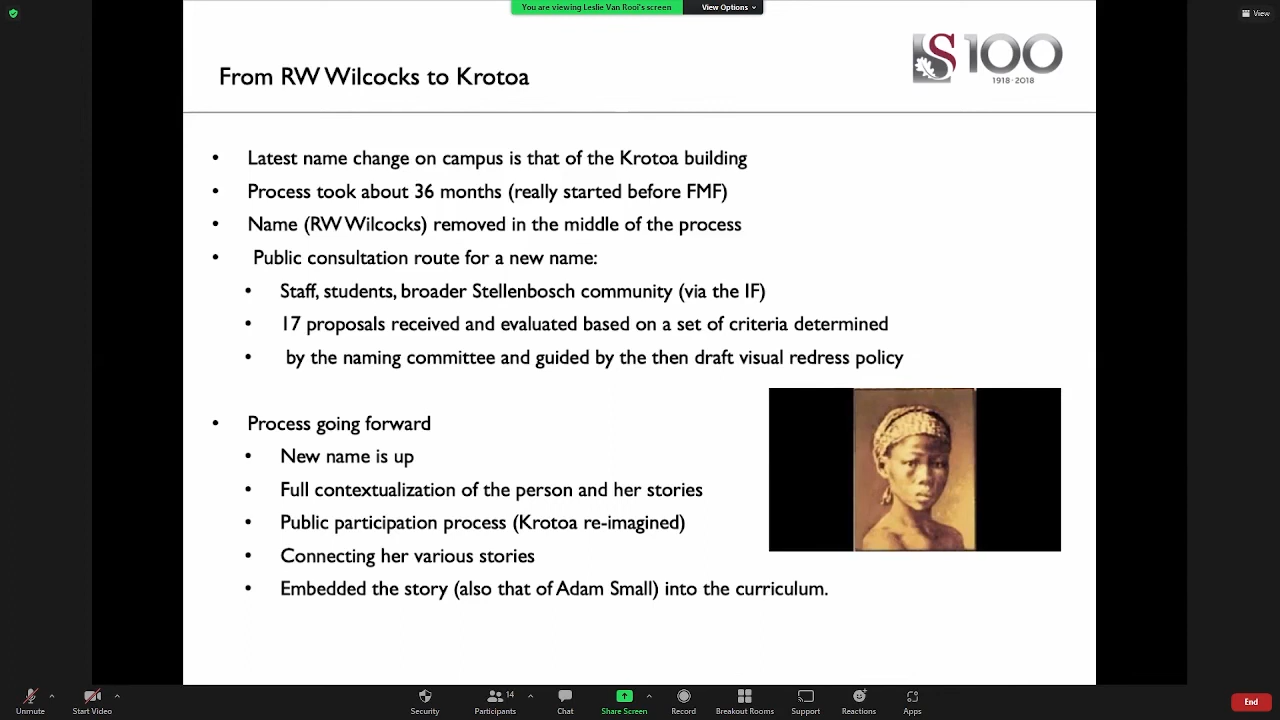 You are viewing Leslie Van Rooi's screen
View Options
View
From RW Wilcocks to Krotoa
S100
1918·2018
• Latest name change on campus is that of the Krotoa building
• Process took about 36 months (really started before FMF)
• Name (RW Wilcocks) removed in the middle of the process
• Public consultation route for a new name:
• Staff, students, broader Stellenbosch community (via the IF)
• 17 proposals received and evaluated based on a set of criteria determined
• by the naming committee and guided by the then draft visual redress policy
• Process going forward
• New name is up
• Full contextualization of the person and her stories
• Public participation process (Krotoa re-imagined)
• Connecting her various stories
• Embedded the story (also that of Adam Small) into the curriculum.
Unmute Start Video Security Participants 14 Chat Share Screen Record Breakout Rooms Support Reactions Apps End